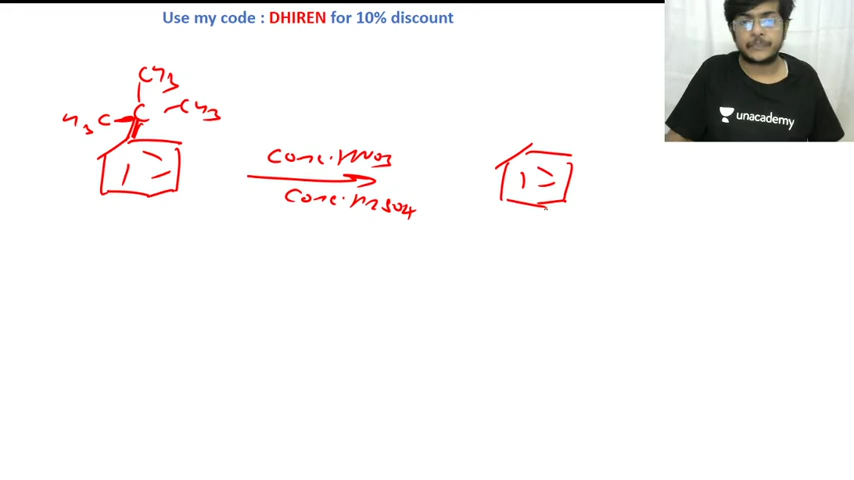 Use my code : DHIREN for 10% discount
CH3
H3C C -CH3
unacademy
conc. HNO3
conc. H2SO4